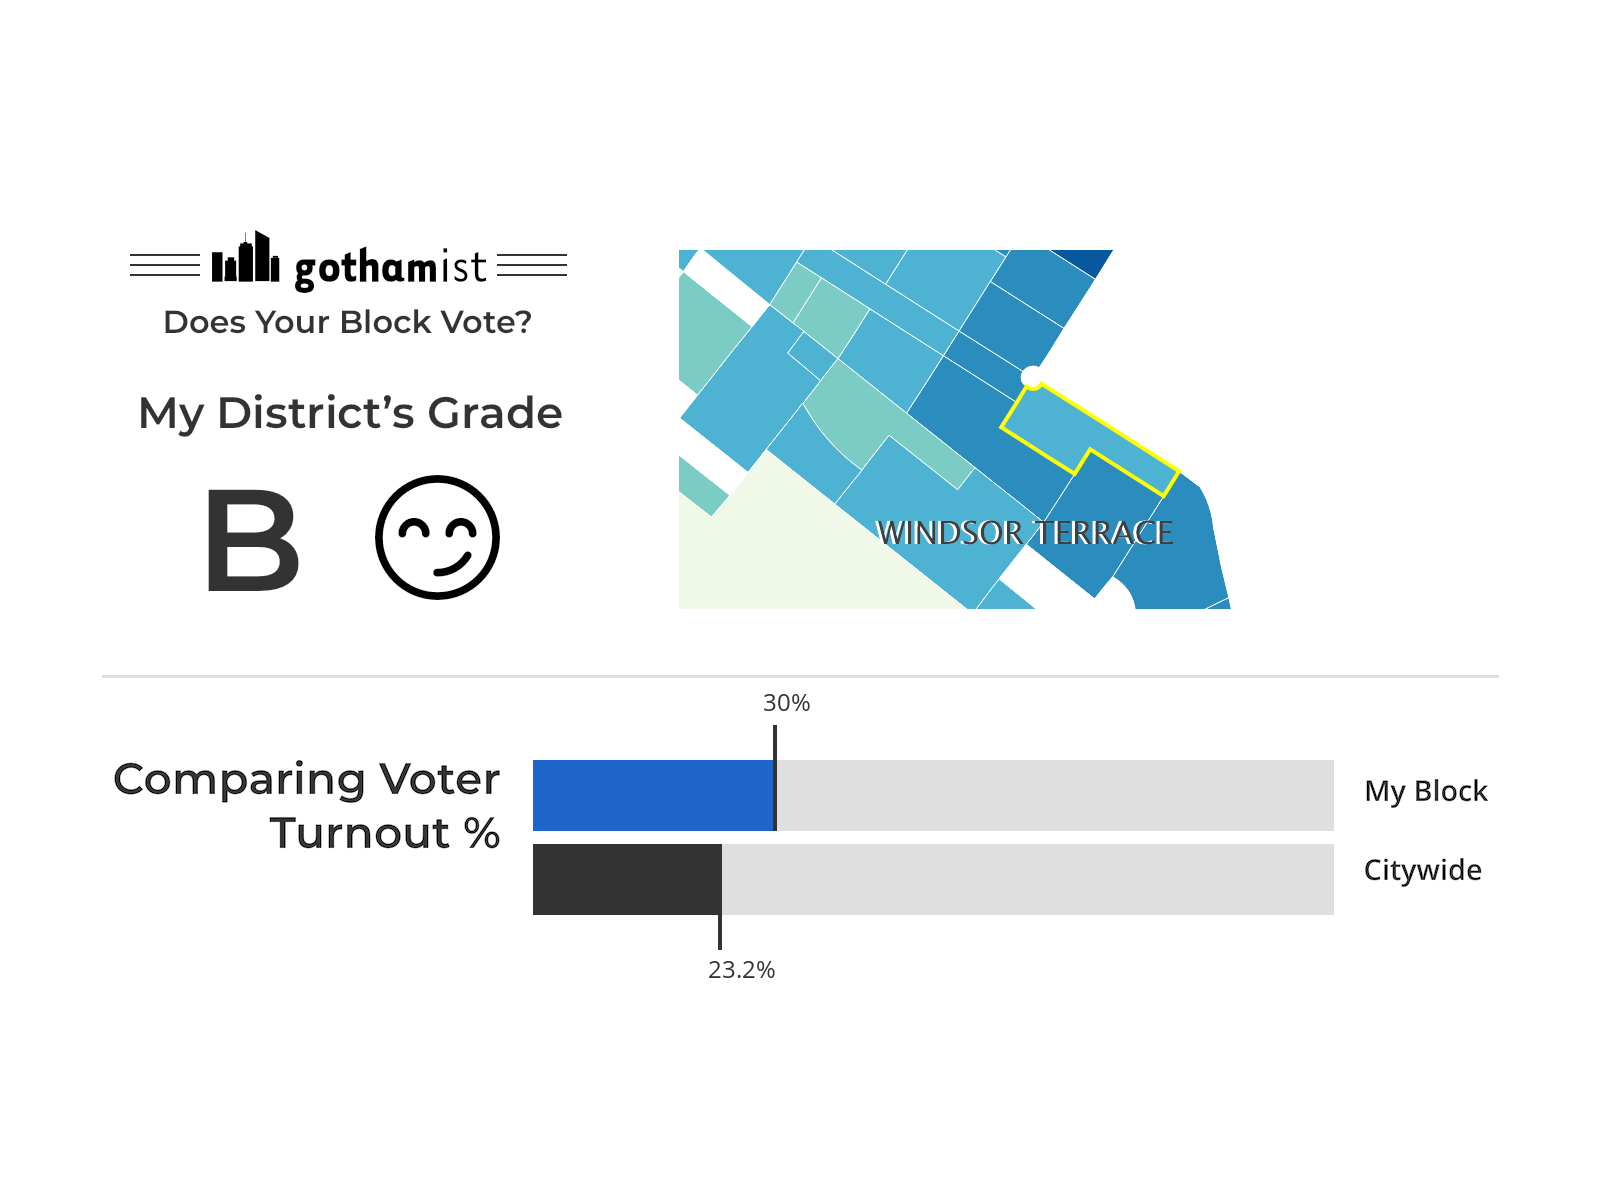 gothamist
Does Your Block Vote?
My District’s Grade
B
WINDSOR TERRACE
30%
Comparing Voter
Turnout %
My Block
Citywide
23.2%